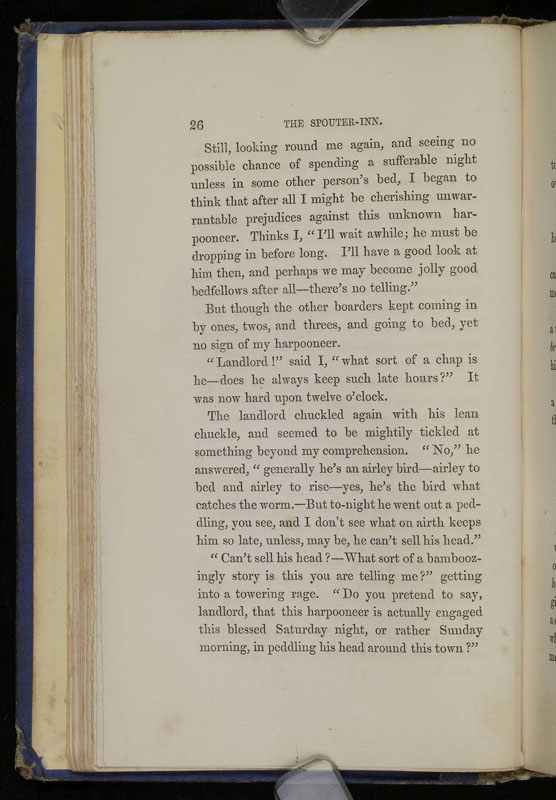 26 THE SPOUTER-INN.
Still, looking round me again, and seeing no
possible chance of spending a sufferable night
unless in some other person's bed, I began to
think that after all I might be cherishing unwar-
rantable prejudices against this unknown har-
pooneer. Thinks I, "I'll wait awhile; he must be
dropping in before long. I'll have a good look at
him then, and perhaps we may become jolly good
bedfellows after all—there's no telling."
But though the other boarders kept coming in
by ones, twos, and threes, and going to bed, yet
no sign of my harpooneer.
"Landlord!" said I, "what sort of a chap is
he—does he always keep such late hours?" It
was now hard upon twelve o'clock.
The landlord chuckled again with his lean
chuckle, and seemed to be mightily tickled at
something beyond my comprehension. "No," he
answered, "generally he's an airley bird—airley to
bed and airley to rise—yes, he's the bird what
catches the worm.—But to-night he went out a ped-
dling, you see, and I don't see what on airth keeps
him so late, unless, may be, he can't sell his head."
"Can't sell his head?—What sort of a bambooz-
ingly story is this you are telling me?" getting
into a towering rage. "Do you pretend to say,
landlord, that this harpooneer is actually engaged
this blessed Saturday night, or rather Sunday
morning, in peddling his head around this town?"